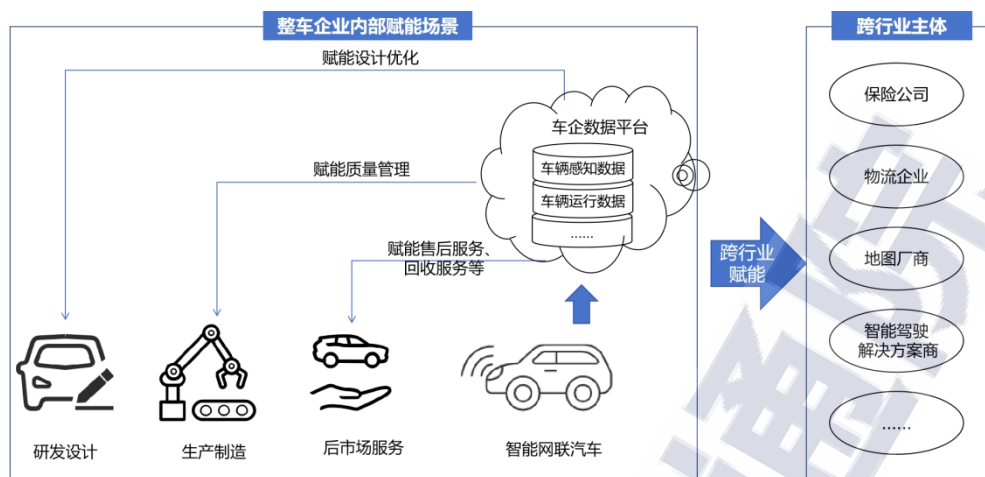 整车企业内部赋能场景
赋能设计优化
车企数据平台
车辆感知数据
赋能质量管理
车辆运行数据
......
赋能售后服务、
回收服务等
研发设计
生产制造
后市场服务
智能网联汽车
跨行业
赋能
跨行业主体
保险公司
物流企业
地图厂商
智能驾驶
解决方案商
......